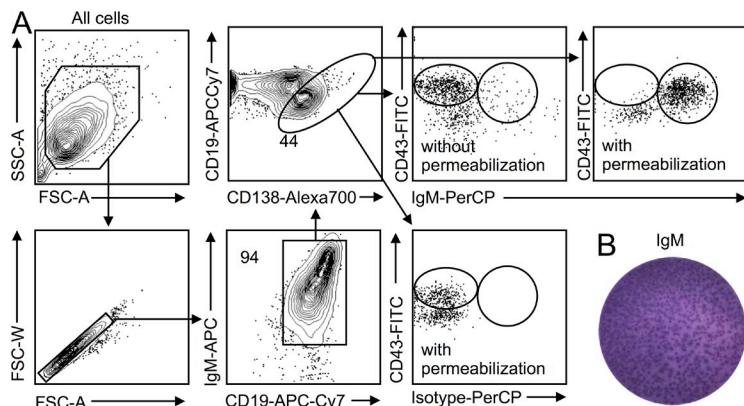 A
All cells
SSC-A
FSC-A
CD19-APCCy7
44
CD138-Alexa700
CD43-FITC
without
permeabilization
IgM-PerCP
CD43-FITC
with
permeabilization
FSC-W
FSC-A
94
IgM-APC
CD19-APC-Cy7
CD43-FITC
with
permeabilization
Isotype-PerCP
B
IgM